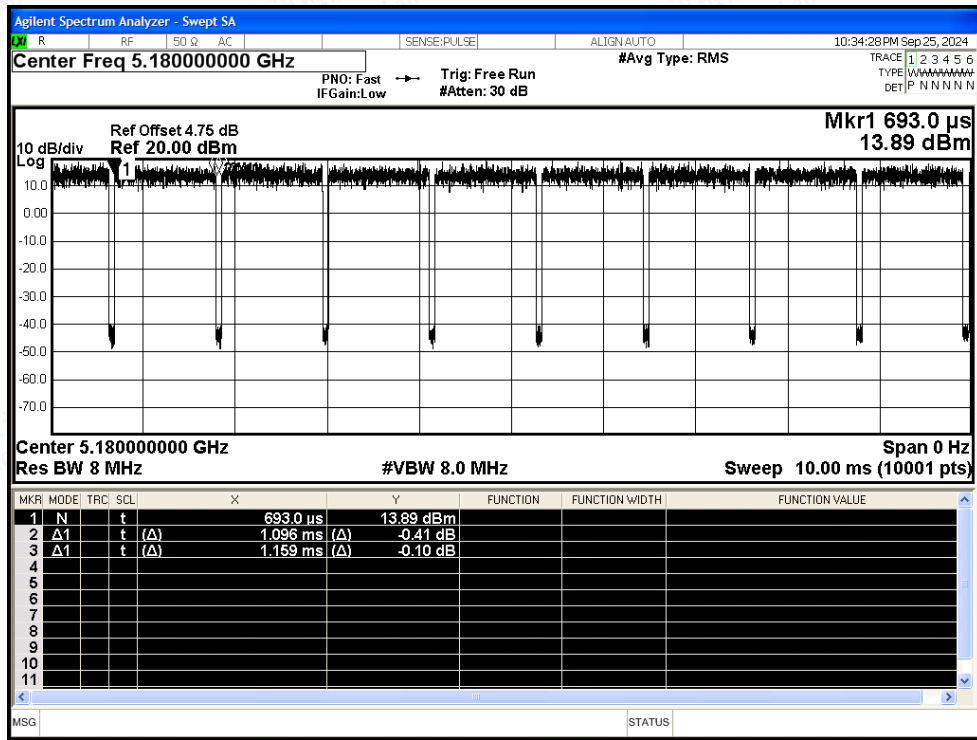 Agilent Spectrum Analyzer - Swept SA
LXI R RF 50 Ω AC SENSE:PULSE ALIGN AUTO 10:34:28 PM Sep 25, 2024
Center Freq 5.180000000 GHz #Avg Type: RMS TRACE 1 2 3 4 5 6
PNO: Fast Trig: Free Run TYPE WWWWWW
IFGain:Low #Atten: 30 dB DET P N N N N N
Mkr1 693.0 µs
13.89 dBm
Ref Offset 4.75 dB
10 dB/div Ref 20.00 dBm
Log
1
10.0
0.00
-10.0
-20.0
-30.0
-40.0
-50.0
-60.0
-70.0
Center 5.180000000 GHz Span 0 Hz
Res BW 8 MHz #VBW 8.0 MHz Sweep 10.00 ms (10001 pts)
MKR MODE TRC SCL X Y FUNCTION FUNCTION WIDTH FUNCTION VALUE
1 N t 693.0 µs 13.89 dBm
2 Δ1 t (Δ) 1.096 ms (Δ) -0.41 dB
3 Δ1 t (Δ) 1.159 ms (Δ) -0.10 dB
4
5
6
7
8
9
10
11
MSG STATUS